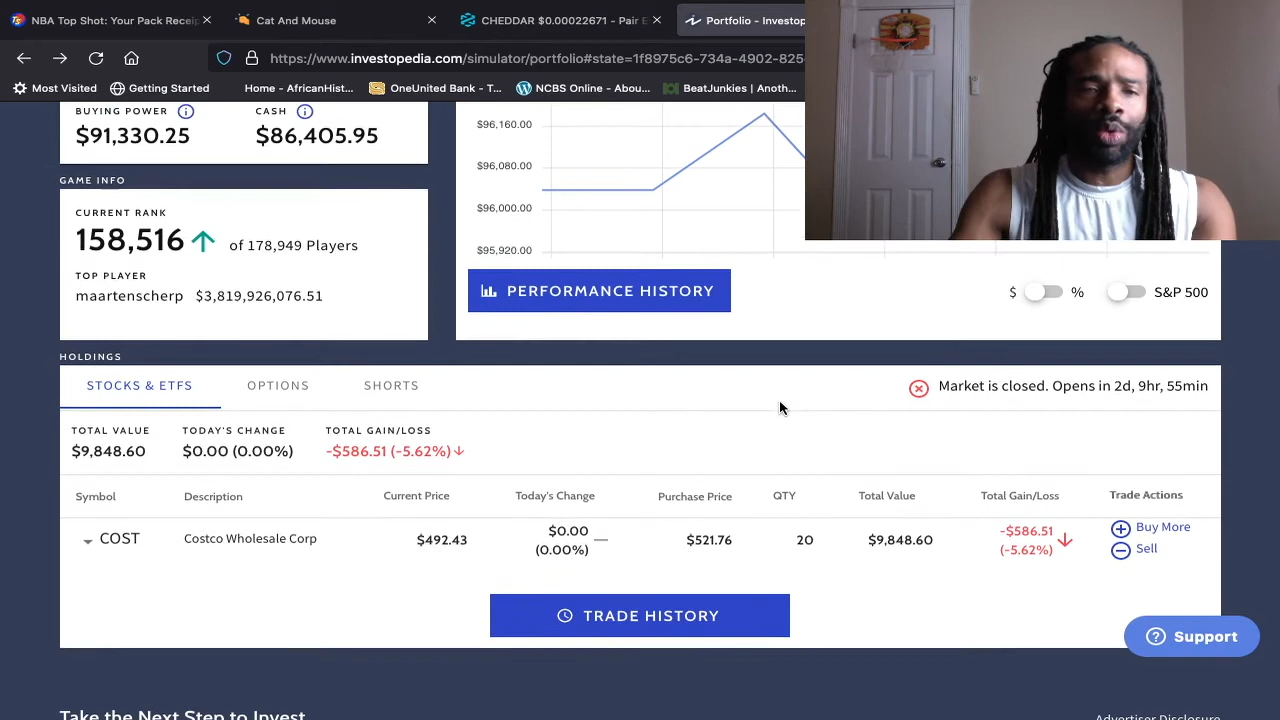 NBA Top Shot: Your Pack Receip
Cat And Mouse
CHEDDAR $0.00022671 - Pair E
Portfolio - Investop
https://www.investopedia.com/simulator/portfolio#state=1f8975c6-734a-4902-825
Most Visited
Getting Started
Home - AfricanHist...
OneUnited Bank - T...
NCBS Online - Abou...
BeatJunkies | Anoth...
BUYING POWER
CASH
$91,330.25
$86,405.95
GAME INFO
CURRENT RANK
158,516 of 178,949 Players
TOP PLAYER
maartenscherp $3,819,926,076.51
$96,160.00
$96,080.00
$96,000.00
$95,920.00
PERFORMANCE HISTORY
$ % S&P 500
HOLDINGS
STOCKS & ETFS OPTIONS SHORTS
Market is closed. Opens in 2d, 9hr, 55min
TOTAL VALUE TODAY'S CHANGE TOTAL GAIN/LOSS
$9,848.60 $0.00 (0.00%) -$586.51 (-5.62%)
Symbol Description Current Price Today's Change Purchase Price QTY Total Value Total Gain/Loss Trade Actions
COST Costco Wholesale Corp $492.43 $0.00 (0.00%) $521.76 20 $9,848.60 -$586.51 (-5.62%) Buy More
Sell
TRADE HISTORY
Support
Take the Next Step to Invest
Advertiser Disclosure